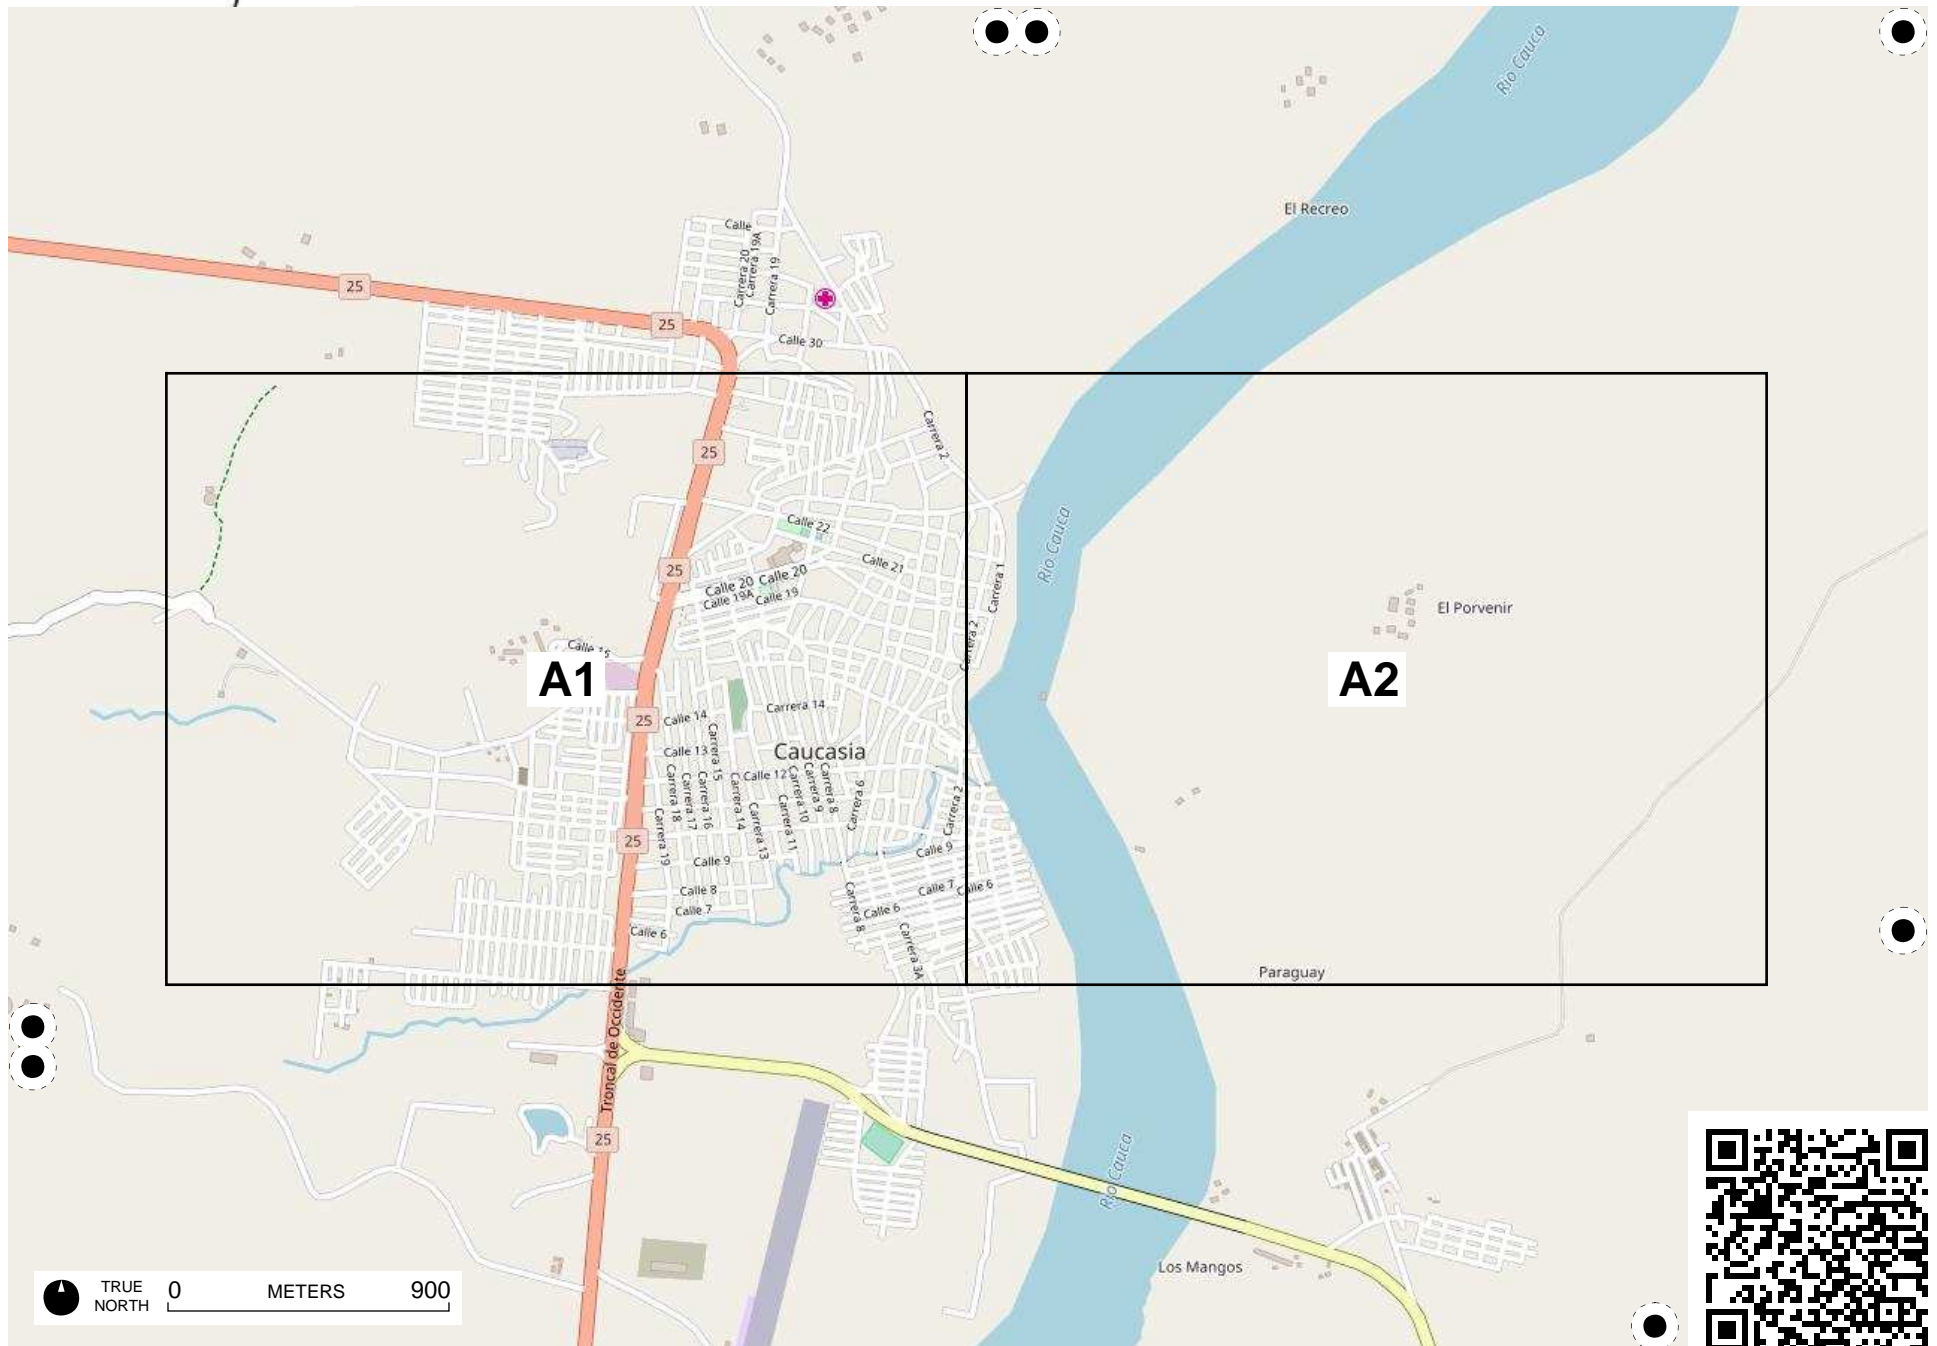 Rio Cauca
El Recreo
Calle
Carrera 20
Carrera 19A
Carrera 19
25
25
Calle 30
25
Carrera 2
Calle 22
Rio Cauca
Calle 21
25
Calle 20
Calle 20
Calle 19A
Calle 19
Carrera 1
El Porvenir
Carrera 2
Calle 15
A1
A2
25
Calle 14
Carrera 14
Calle 13
Carrera 15
Caucasia
Calle 12
Carrera 18
Carrera 17
Carrera 16
Carrera 14
Carrera 10
Carrera 9
Carrera 8
Carrera 6
Carrera 2
Carrera 19
Carrera 13
Carrera 11
25
Calle 9
Calle 9
Calle 8
Calle 7
Calle 6
Calle 7
Carrera 8
Calle 6
Calle 6
Carrera 3A
Paraguay
Troncal de Occidente
25
Rio Cauca
Los Mangos
TRUE NORTH
0 METERS 900